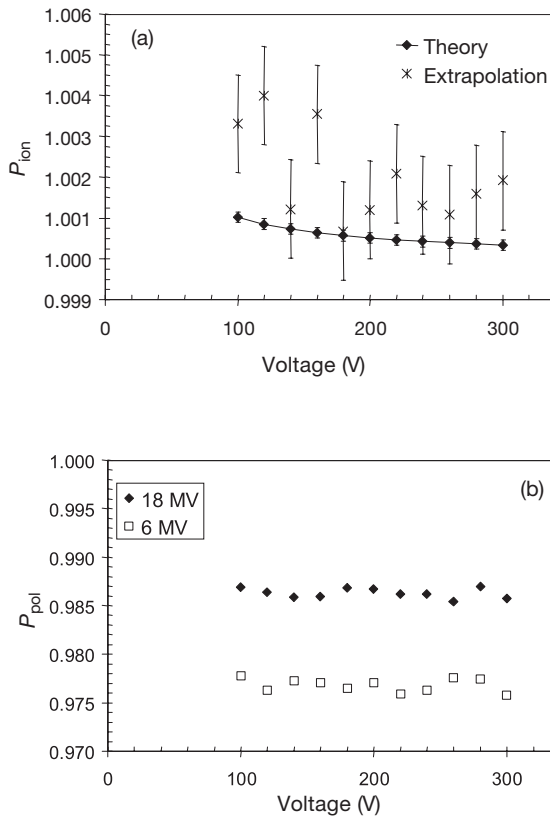 (a)
Theory
Extrapolation
1.006
1.005
1.004
1.003
1.002
1.001
1.000
0.999
Pion
0
100
200
300
Voltage (V)
(b)
18 MV
6 MV
1.000
0.995
0.990
0.985
0.980
0.975
0.970
Ppol
0
100
200
300
Voltage (V)